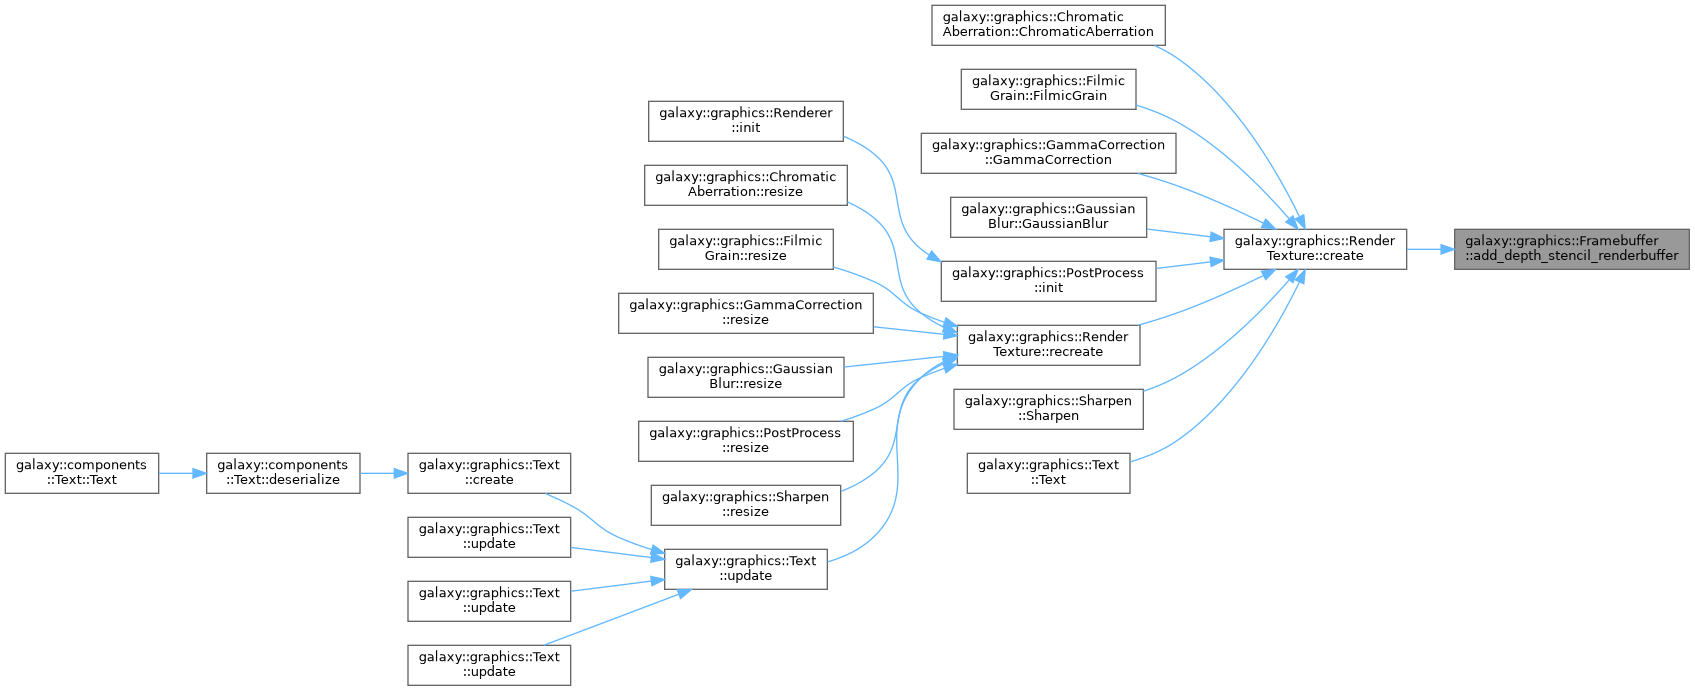 galaxy::graphics::Chromatic
Aberration::ChromaticAberration
galaxy::graphics::Filmic
Grain::FilmicGrain
galaxy::graphics::Renderer
::init
galaxy::graphics::GammaCorrection
::GammaCorrection
galaxy::graphics::Chromatic
Aberration::resize
galaxy::graphics::Gaussian
Blur::GaussianBlur
galaxy::graphics::Filmic
Grain::resize
galaxy::graphics::Render
Texture::create
galaxy::graphics::Framebuffer
::add_depth_stencil_renderbuffer
galaxy::graphics::PostProcess
::init
galaxy::graphics::GammaCorrection
::resize
galaxy::graphics::Render
Texture::recreate
galaxy::graphics::Gaussian
Blur::resize
galaxy::graphics::Sharpen
::Sharpen
galaxy::graphics::PostProcess
::resize
galaxy::components
::Text::Text
galaxy::components
::Text::deserialize
galaxy::graphics::Text
::create
galaxy::graphics::Text
::Text
galaxy::graphics::Sharpen
::resize
galaxy::graphics::Text
::update
galaxy::graphics::Text
::update
galaxy::graphics::Text
::update
galaxy::graphics::Text
::update